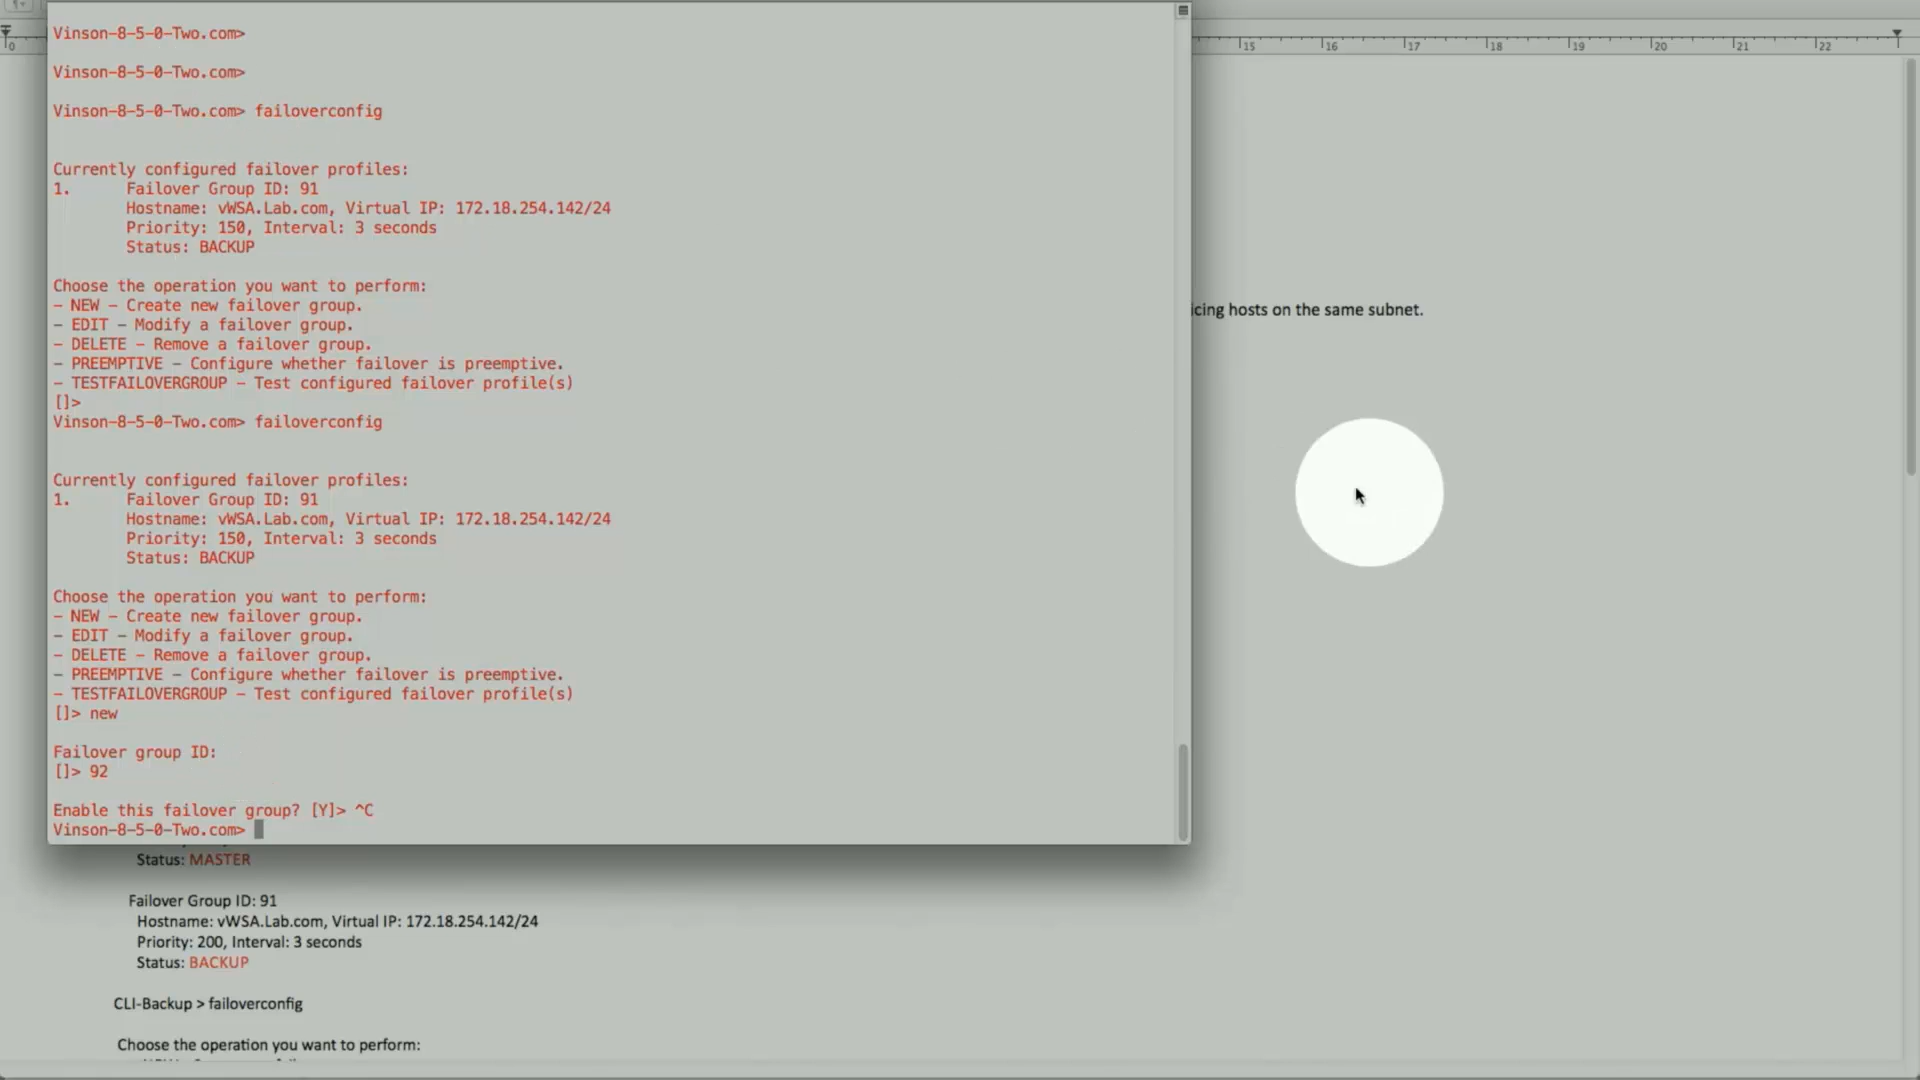 0 15 16 17 18 19 20 21 22
Vinson-8-5-0-Two.com>
Vinson-8-5-0-Two.com>
Vinson-8-5-0-Two.com> failoverconfig
Currently configured failover profiles:
1. Failover Group ID: 91
Hostname: vWSA.Lab.com, Virtual IP: 172.18.254.142/24
Priority: 150, Interval: 3 seconds
Status: BACKUP
Choose the operation you want to perform:
- NEW - Create new failover group.
- EDIT - Modify a failover group.
- DELETE - Remove a failover group.
- PREEMPTIVE - Configure whether failover is preemptive.
- TESTFAILOVERGROUP - Test configured failover profile(s)
[]>
Vinson-8-5-0-Two.com> failoverconfig
Currently configured failover profiles:
1. Failover Group ID: 91
Hostname: vWSA.Lab.com, Virtual IP: 172.18.254.142/24
Priority: 150, Interval: 3 seconds
Status: BACKUP
Choose the operation you want to perform:
- NEW - Create new failover group.
- EDIT - Modify a failover group.
- DELETE - Remove a failover group.
- PREEMPTIVE - Configure whether failover is preemptive.
- TESTFAILOVERGROUP - Test configured failover profile(s)
[]> new
Failover group ID:
[]> 92
Enable this failover group? [Y]> ^C
Vinson-8-5-0-Two.com>
icing hosts on the same subnet.
Status: MASTER
Failover Group ID: 91
Hostname: vWSA.Lab.com, Virtual IP: 172.18.254.142/24
Priority: 200, Interval: 3 seconds
Status: BACKUP
CLI-Backup > failoverconfig
Choose the operation you want to perform: